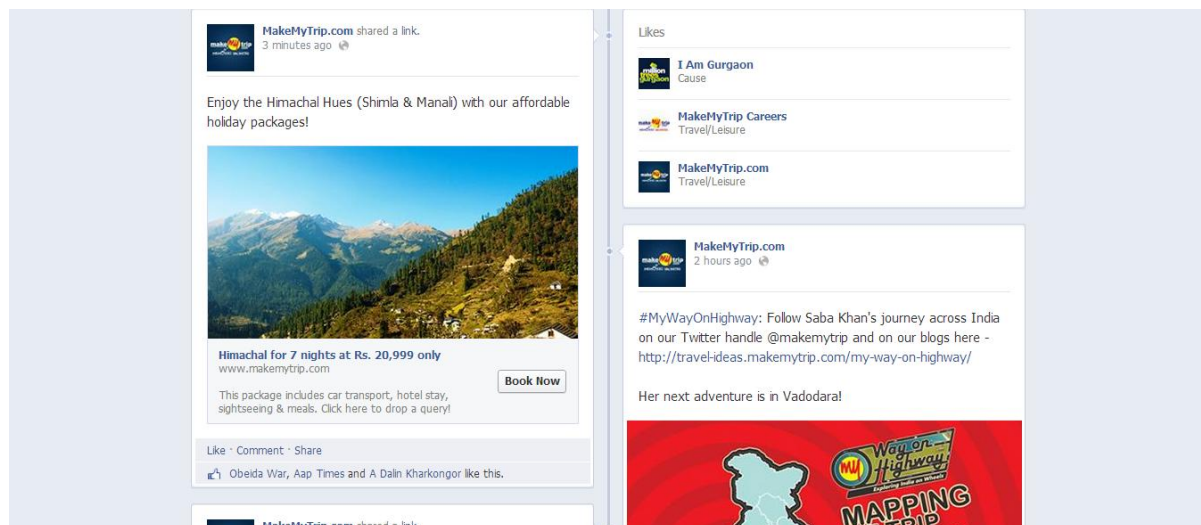 MakeMyTrip.com shared a link.
3 minutes ago
Enjoy the Himachal Hues (Shimla & Manali) with our affordable
holiday packages!
Himachal for 7 nights at Rs. 20,999 only
www.makemytrip.com
Book Now
This package includes car transport, hotel stay,
sightseeing & meals. Click here to drop a query!
Like · Comment · Share
Obeida War, Aap Times and A Dalin Kharkongor like this.
Likes
I Am Gurgaon
Cause
MakeMyTrip Careers
Travel/Leisure
MakeMyTrip.com
Travel/Leisure
MakeMyTrip.com
2 hours ago
#MyWayOnHighway: Follow Saba Khan's journey across India
on our Twitter handle @makemytrip and on our blogs here -
http://travel-ideas.makemytrip.com/my-way-on-highway/
Her next adventure is in Vadodara!
Way on
my Highway
Exploring India on Wheels
MAPPING